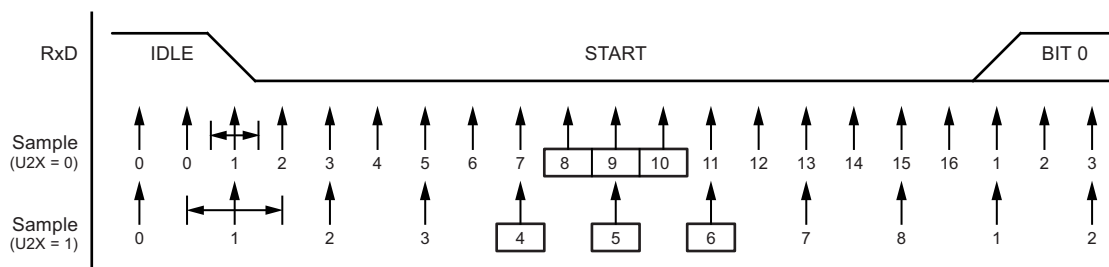 RxD IDLE START BIT 0
Sample
(U2X = 0) 0 0 1 2 3 4 5 6 7 8 9 10 11 12 13 14 15 16 1 2 3
Sample
(U2X = 1) 0 1 2 3 4 5 6 7 8 1 2